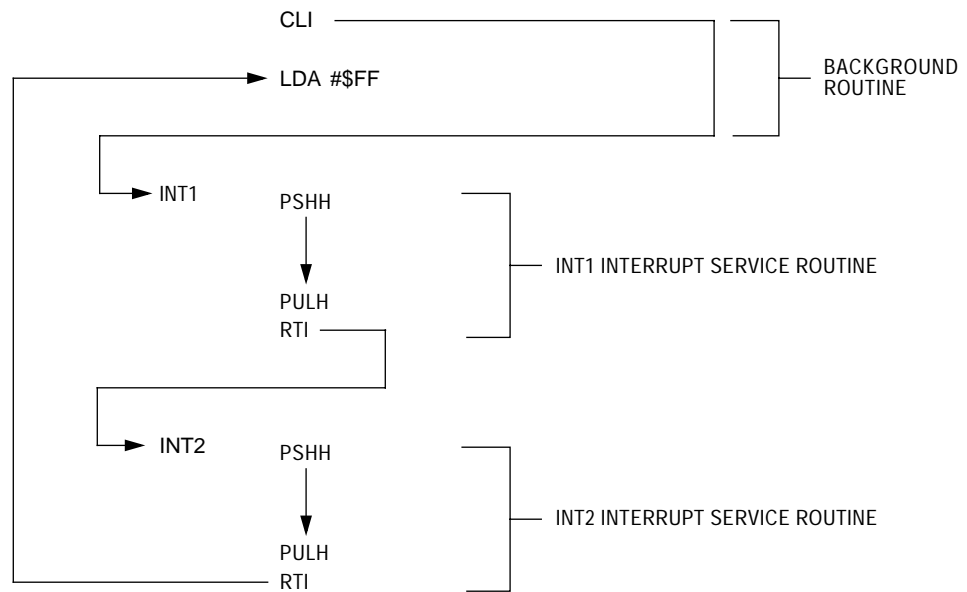 CLI
LDA #$FF
BACKGROUND
ROUTINE
INT1
PSHH
INT1 INTERRUPT SERVICE ROUTINE
PULH
RTI
INT2
PSHH
INT2 INTERRUPT SERVICE ROUTINE
PULH
RTI